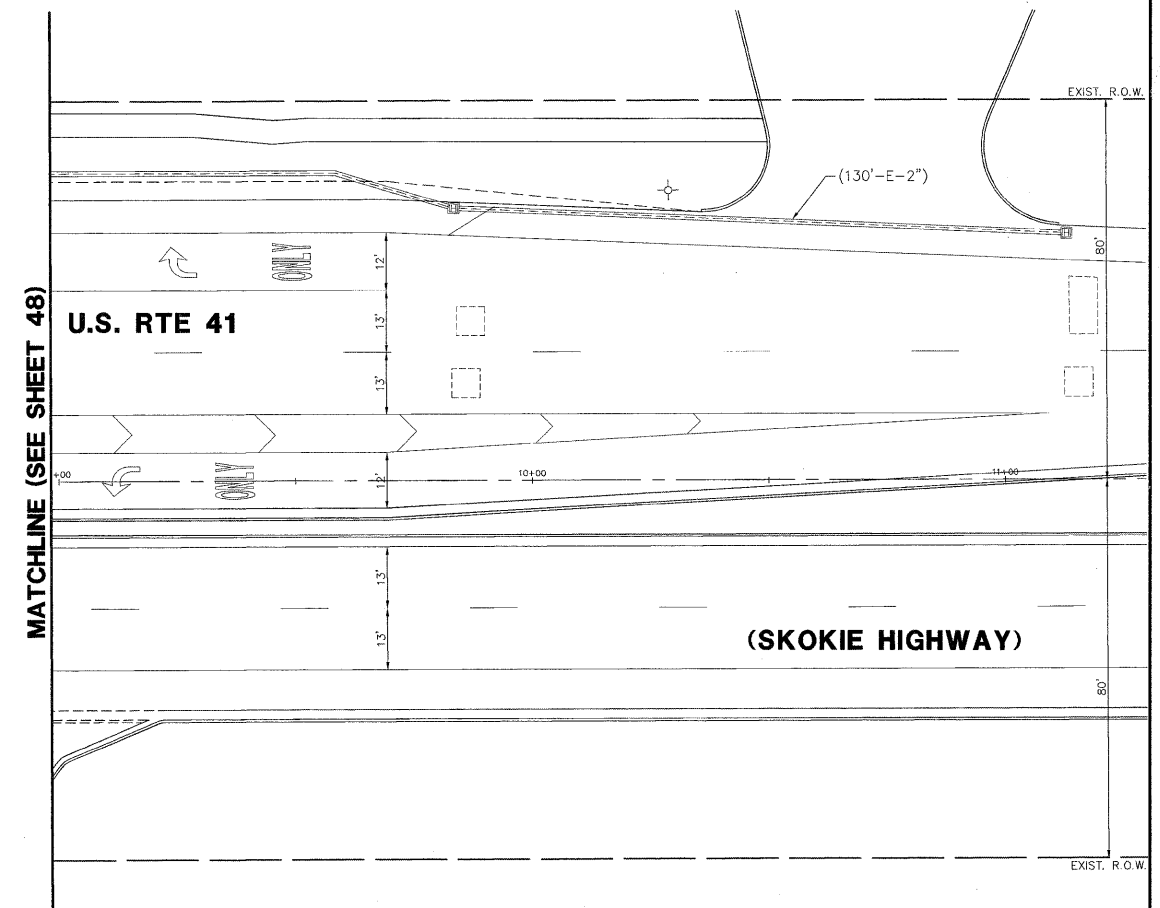 EXIST. R.O.W.
(130'-E-2")
80'
ONLY
12'
MATCHLINE (SEE SHEET 48)
U.S. RTE 41
13'
13'
+00
ONLY
12'
10+00
11+00
13'
13'
(SKOKIE HIGHWAY)
80'
EXIST. R.O.W.